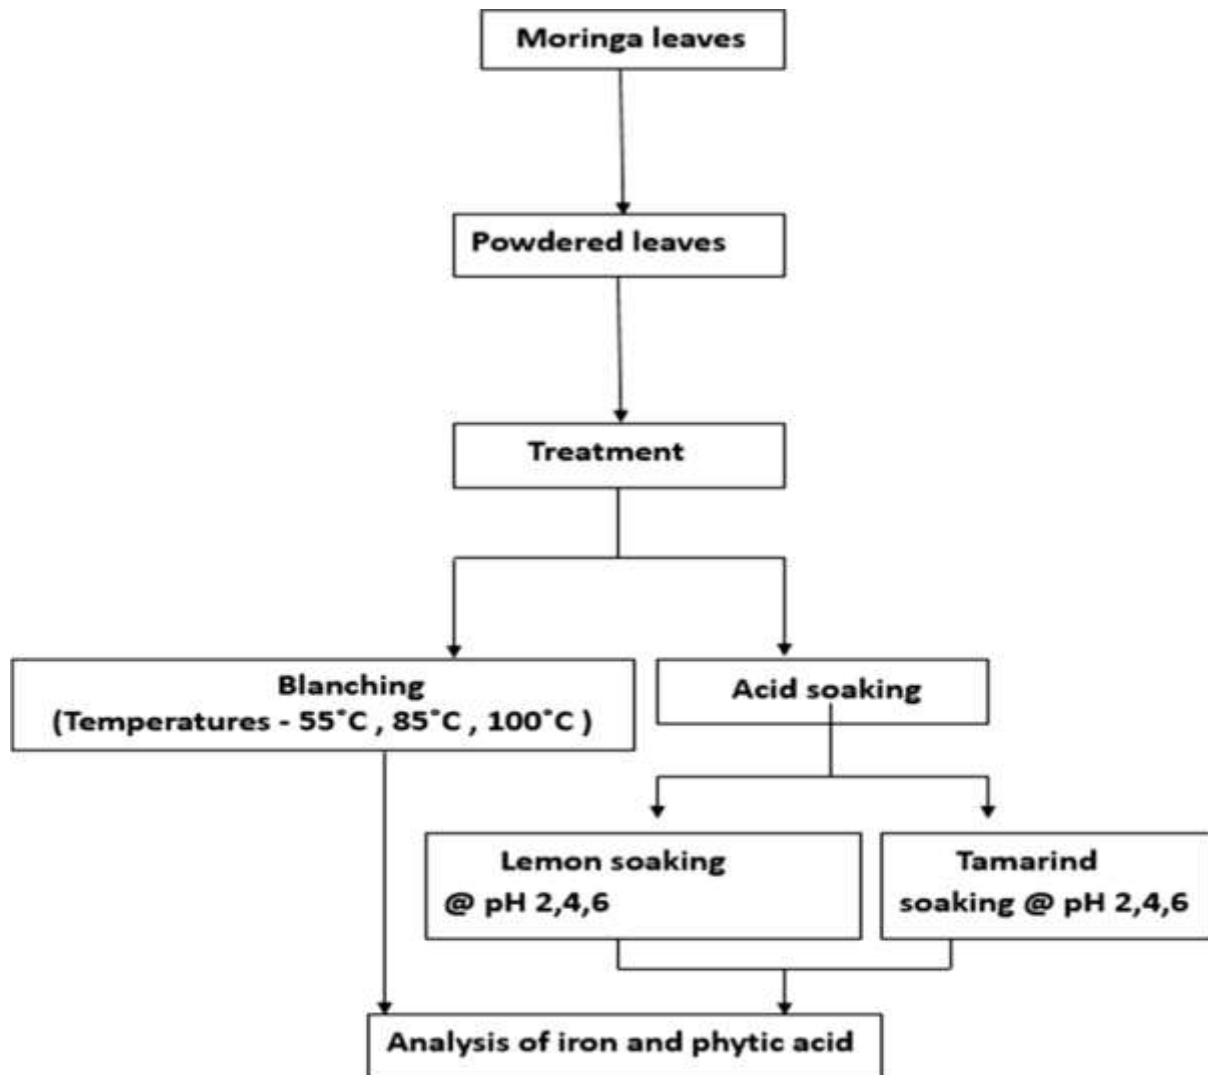 Moringa leaves
Powdered leaves
Treatment
Blanching
(Temperatures - 55˚C , 85˚C , 100˚C )
Acid soaking
Lemon soaking
@ pH 2,4,6
Tamarind
soaking @ pH 2,4,6
Analysis of iron and phytic acid